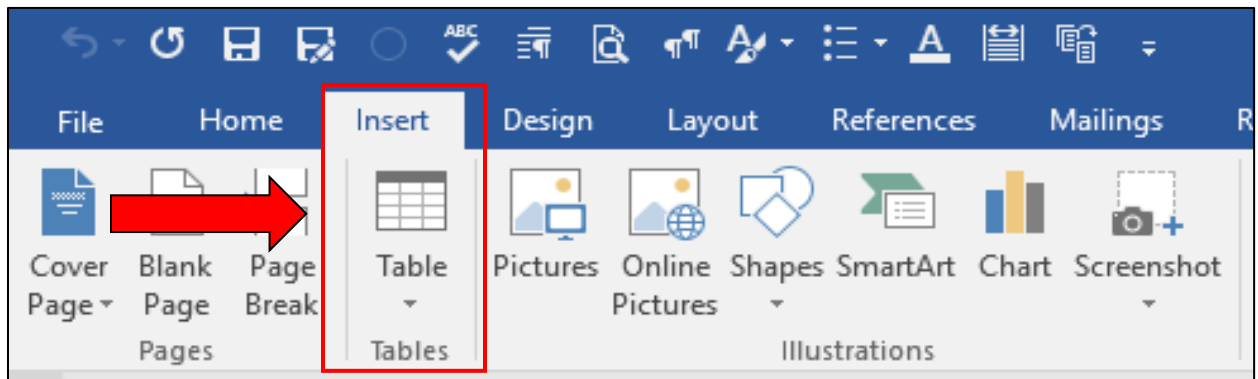 ABC
File Home Insert Design Layout References Mailings R
Cover Blank Page Table Pictures Online Shapes SmartArt Chart Screenshot
Page Page Break Pictures
Pages Tables Illustrations